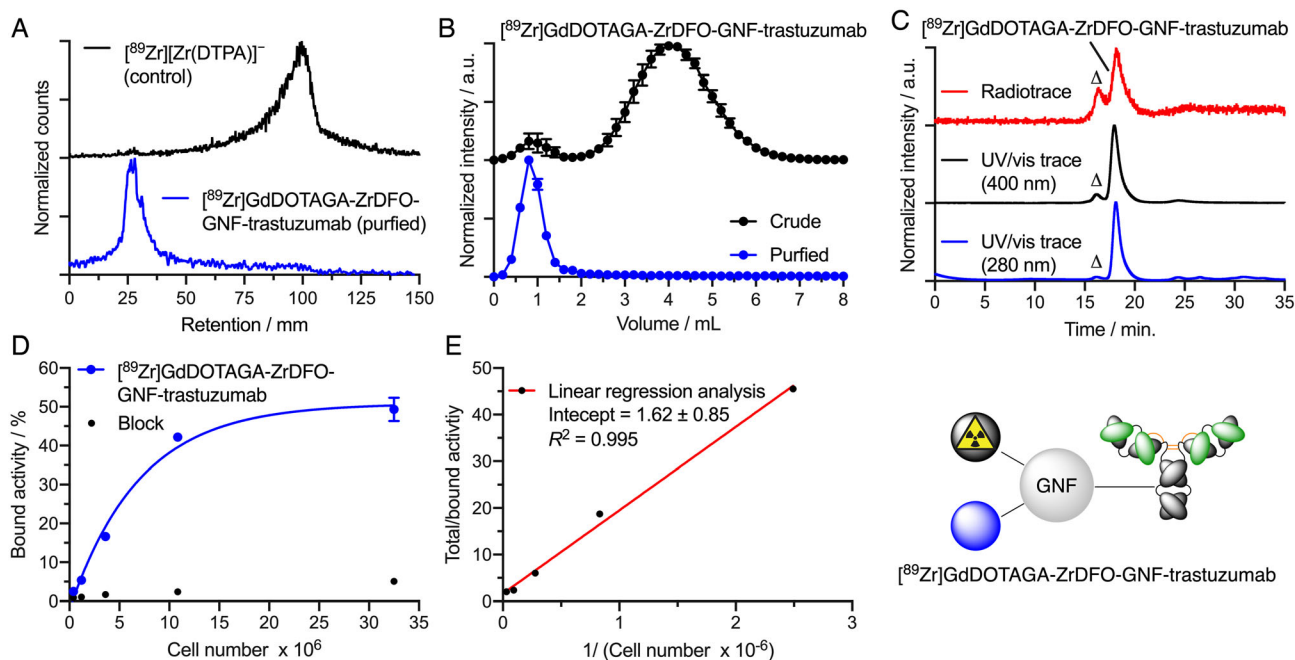 A
[⁸⁹Zr][Zr(DTPA)]⁻
(control)
[⁸⁹Zr]GdDOTAGA-ZrDFO-
GNF-trastuzumab (purfied)
Normalized counts
0 25 50 75 100 125 150
Retention / mm
B
[⁸⁹Zr]GdDOTAGA-ZrDFO-GNF-trastuzumab
Normalized intensity / a.u.
Crude
Purfied
0 1 2 3 4 5 6 7 8
Volume / mL
C
[⁸⁹Zr]GdDOTAGA-ZrDFO-GNF-trastuzumab
Normalized intensity / a.u.
Δ
Radiotrace
Δ
UV/vis trace
(400 nm)
Δ
UV/vis trace
(280 nm)
0 5 10 15 20 25 30 35
Time / min.
D
[⁸⁹Zr]GdDOTAGA-ZrDFO-
GNF-trastuzumab
Block
Bound activity / %
60
50
40
30
20
10
0
0 5 10 15 20 25 30 35
Cell number x 10⁶
E
Linear regression analysis
Intecept = 1.62 ± 0.85
R² = 0.995
Total/bound activtiy
50
40
30
20
10
0
0 1 2 3
1/ (Cell number x 10⁻⁶)
GNF
[⁸⁹Zr]GdDOTAGA-ZrDFO-GNF-trastuzumab